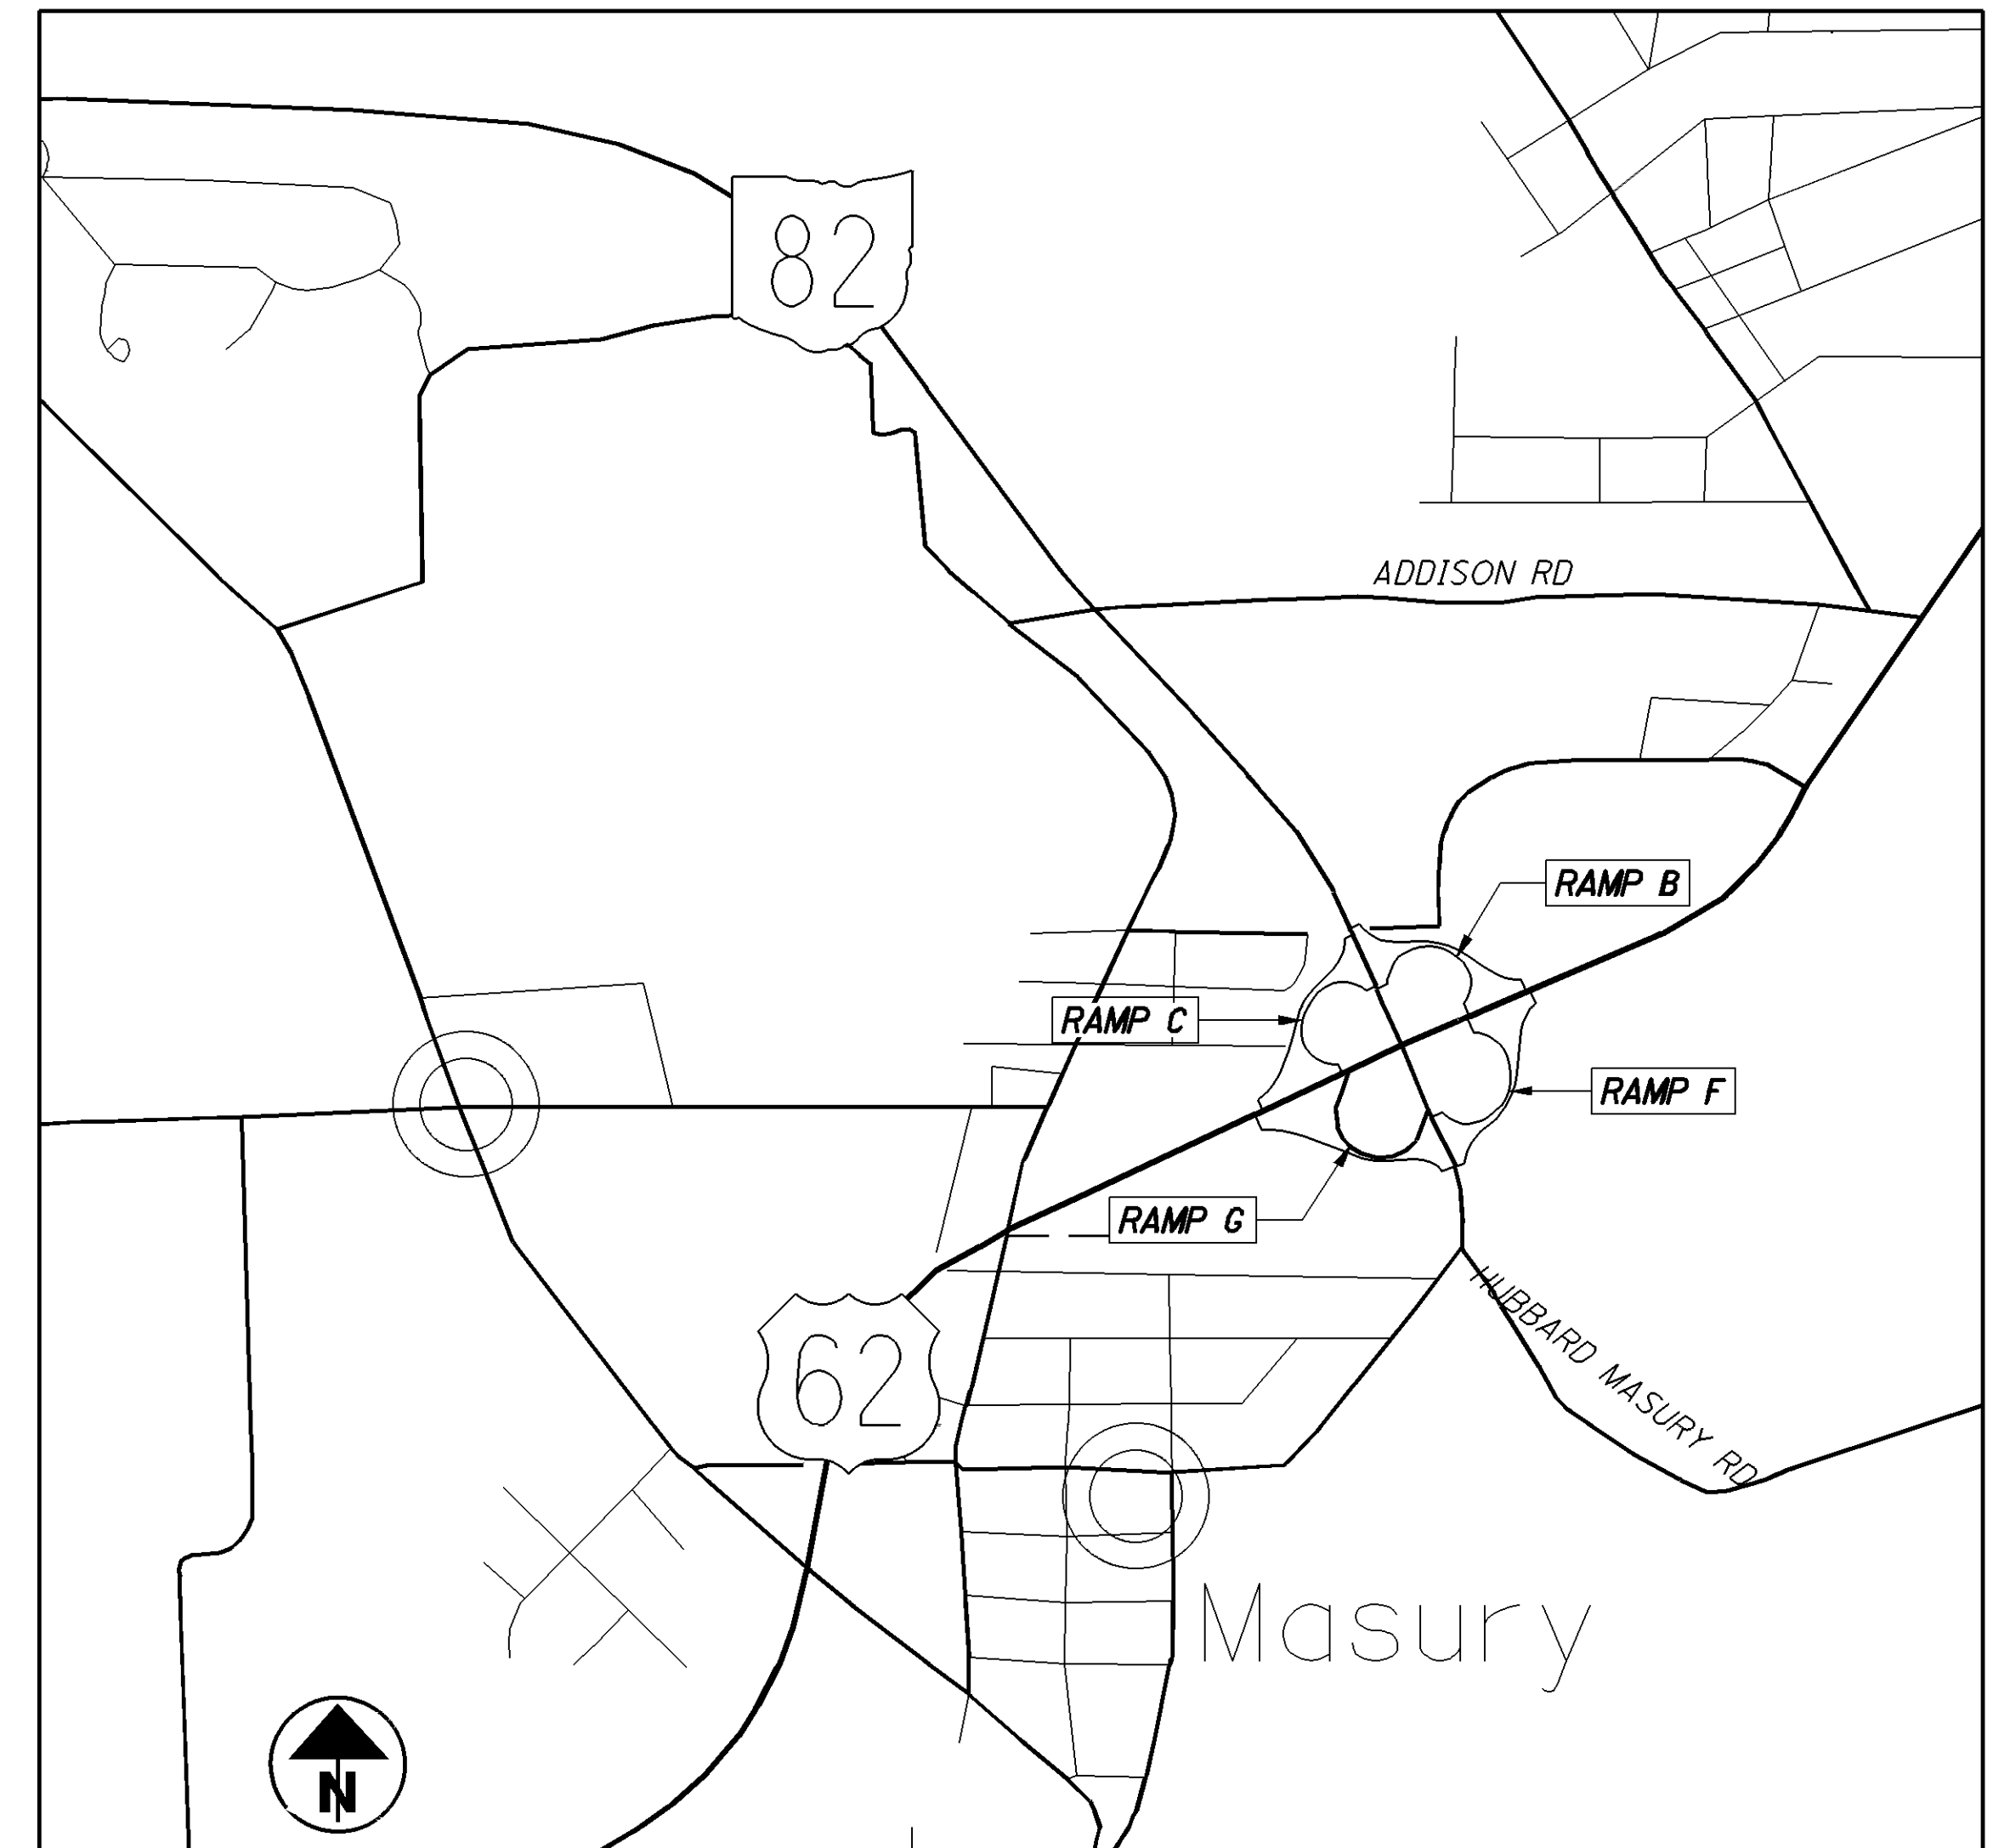 82
ADDISON RD
RAMP B
RAMP C
RAMP F
RAMP G
HUBBARD MASURY RD
62
Masury
N